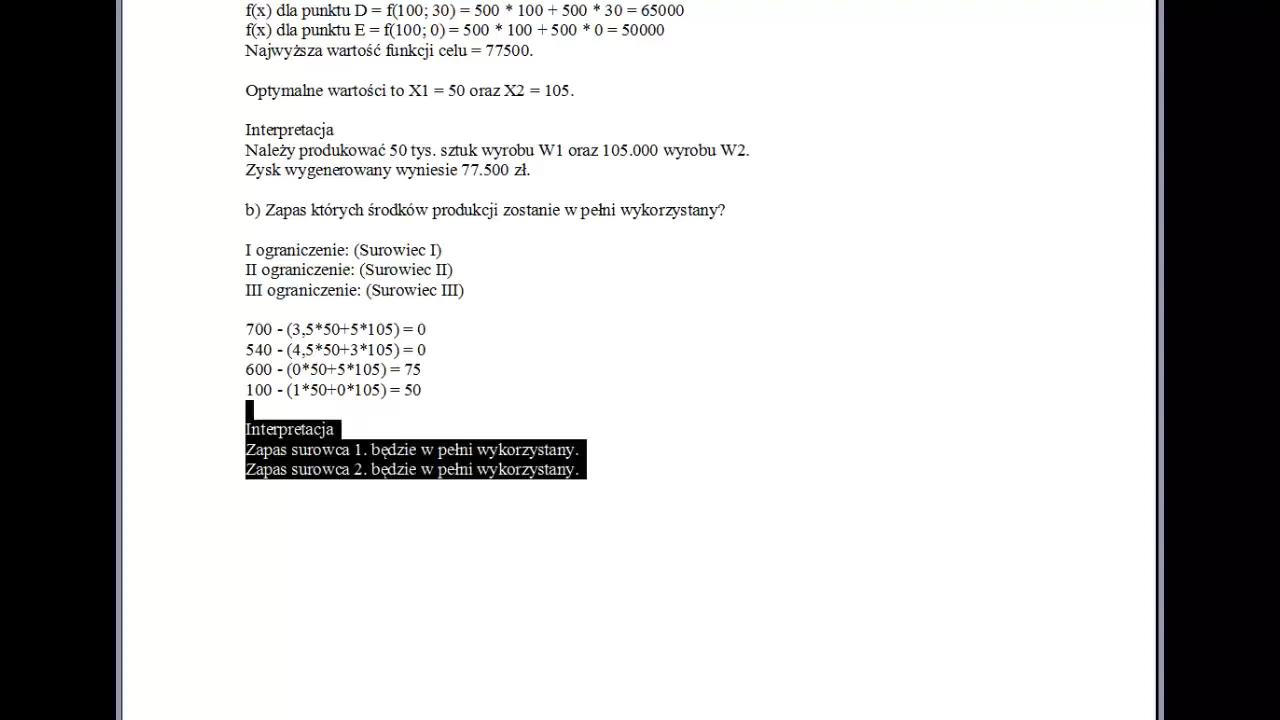 f(x) dla punktu D = f(100; 30) = 500 * 100 + 500 * 30 = 65000
f(x) dla punktu E = f(100; 0) = 500 * 100 + 500 * 0 = 50000
Najwyższa wartość funkcji celu = 77500.
Optymalne wartości to X1 = 50 oraz X2 = 105.
Interpretacja
Należy produkować 50 tys. sztuk wyrobu W1 oraz 105.000 wyrobu W2.
Zysk wygenerowany wyniesie 77.500 zł.
b) Zapas których środków produkcji zostanie w pełni wykorzystany?
I ograniczenie: (Surowiec I)
II ograniczenie: (Surowiec II)
III ograniczenie: (Surowiec III)
700 - (3,5*50+5*105) = 0
540 - (4,5*50+3*105) = 0
600 - (0*50+5*105) = 75
100 - (1*50+0*105) = 50
Interpretacja
Zapas surowca 1. będzie w pełni wykorzystany.
Zapas surowca 2. będzie w pełni wykorzystany.